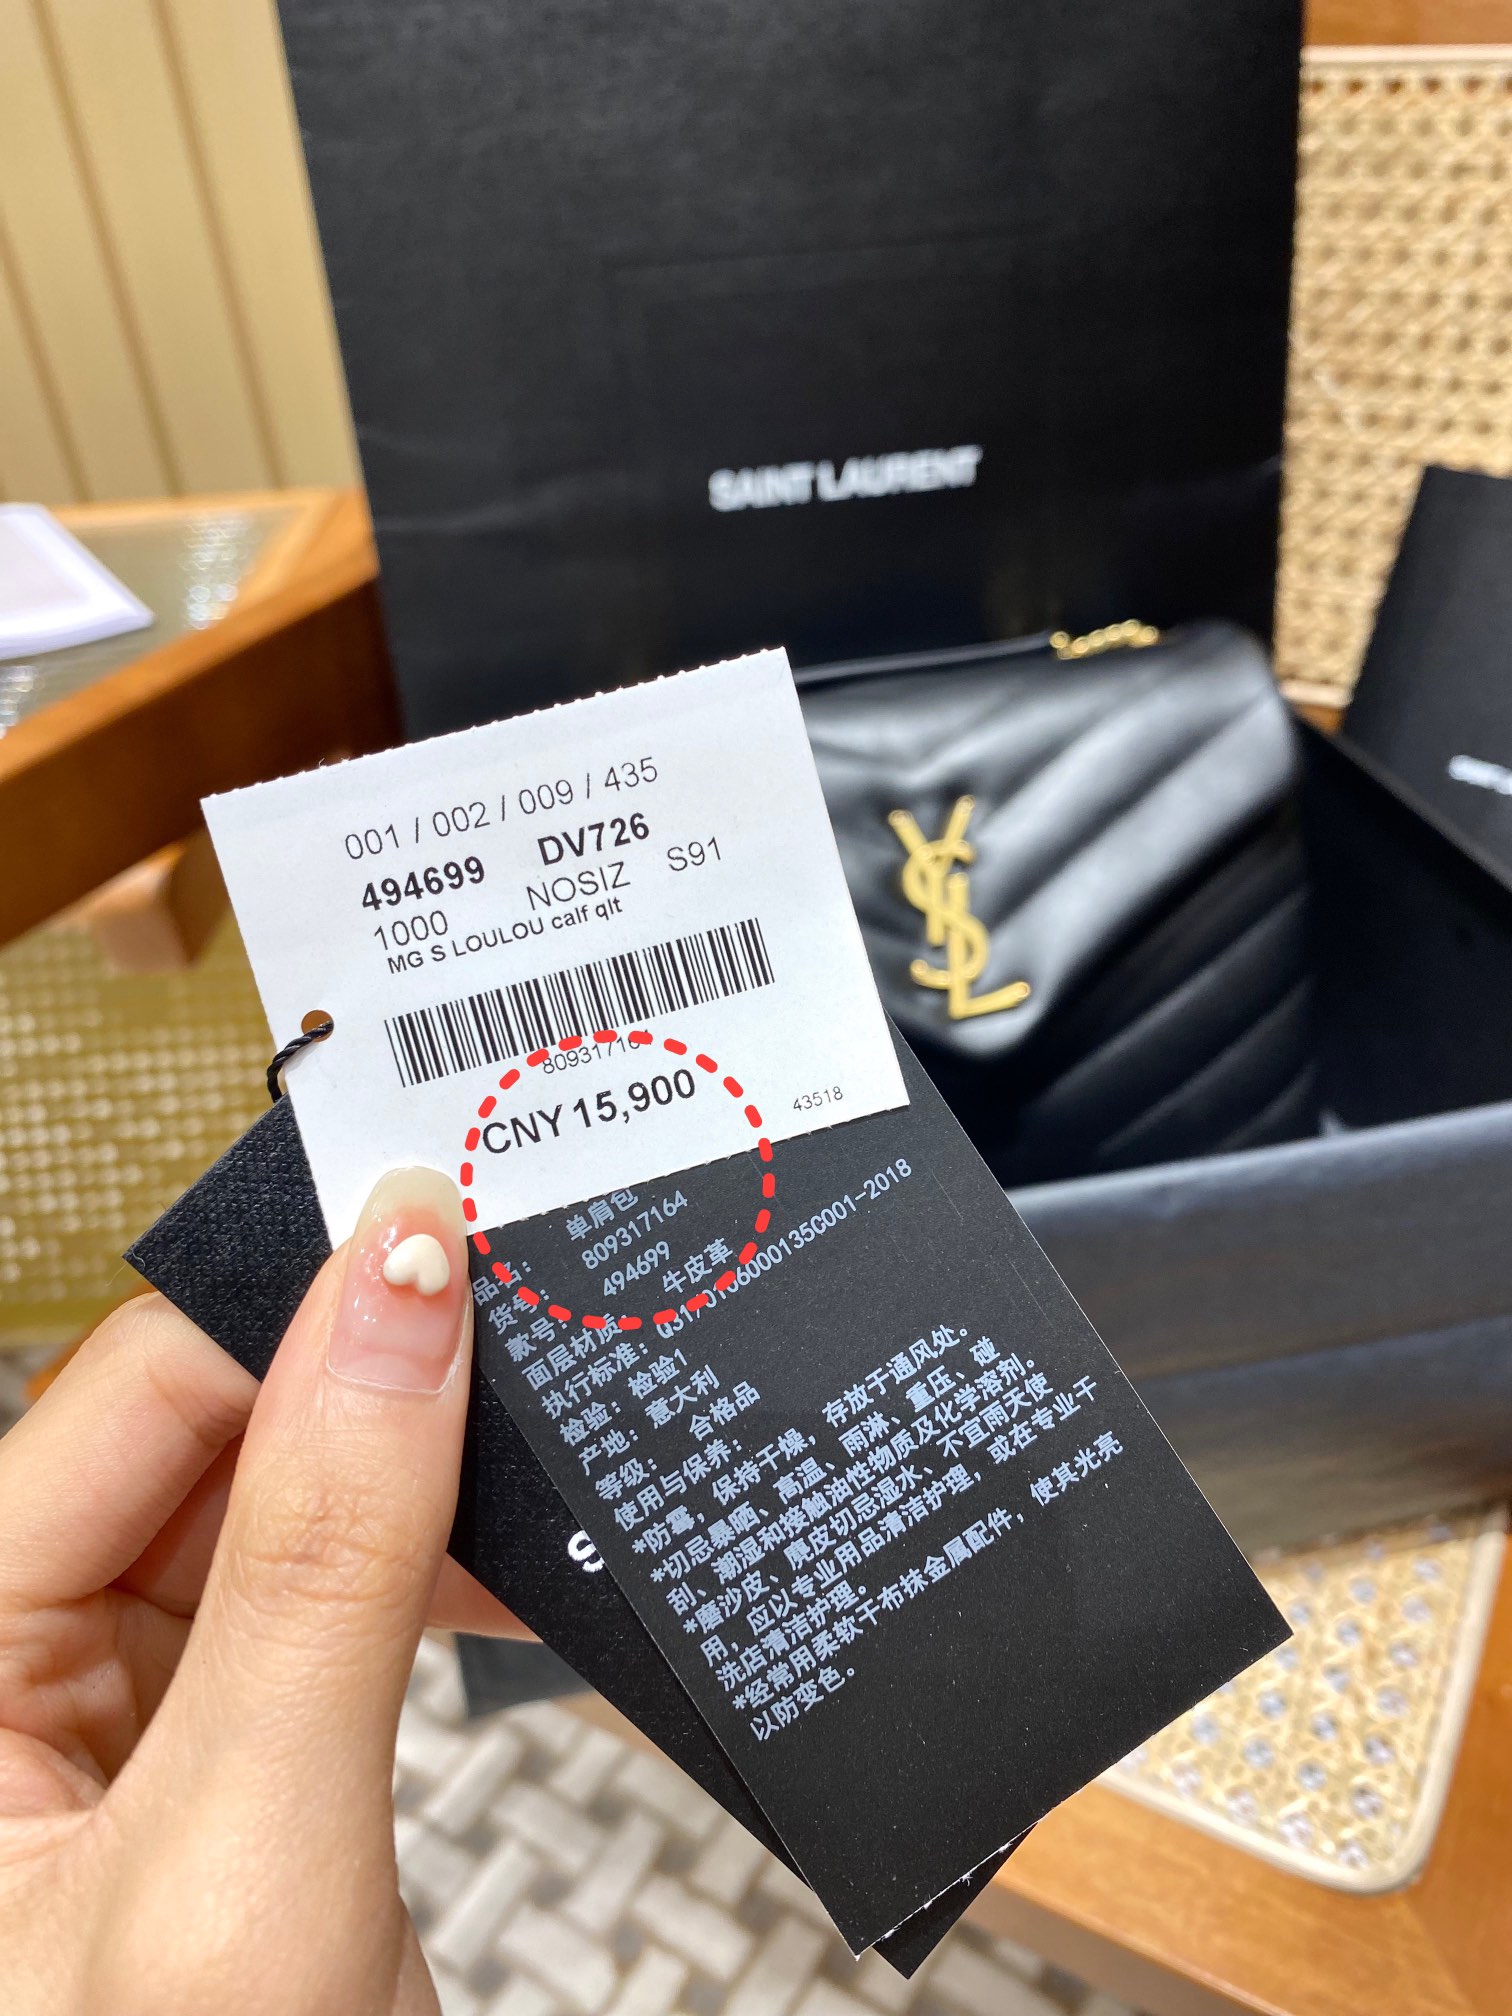 SAINT LAURENT
YSL
001 / 002 / 009 / 435
494699 DV726
1000 NOSIZ S91
MG S LOULOU calf qlt
80931716
CNY 15,900
43518
品名: 单肩包
货号: 809317164
款号: 494699
面层材质: 牛皮革
执行标准: Q31/0106000135C001-2018
检验: 检验1
产地: 意大利
等级: 合格品
使用与保养:
*防霉, 保持干燥, 存放于通风处。
*切忌暴晒、高温、雨淋、重压、碰
刮、潮湿和接触油性物质及化学溶剂。
*磨沙皮、麂皮切忌湿水、不宜雨天使
用, 应以专业用品清洁护理, 或在专业干
洗店清洁护理。
*经常用柔软干布抹金属配件, 使其光亮
以防变色。
S